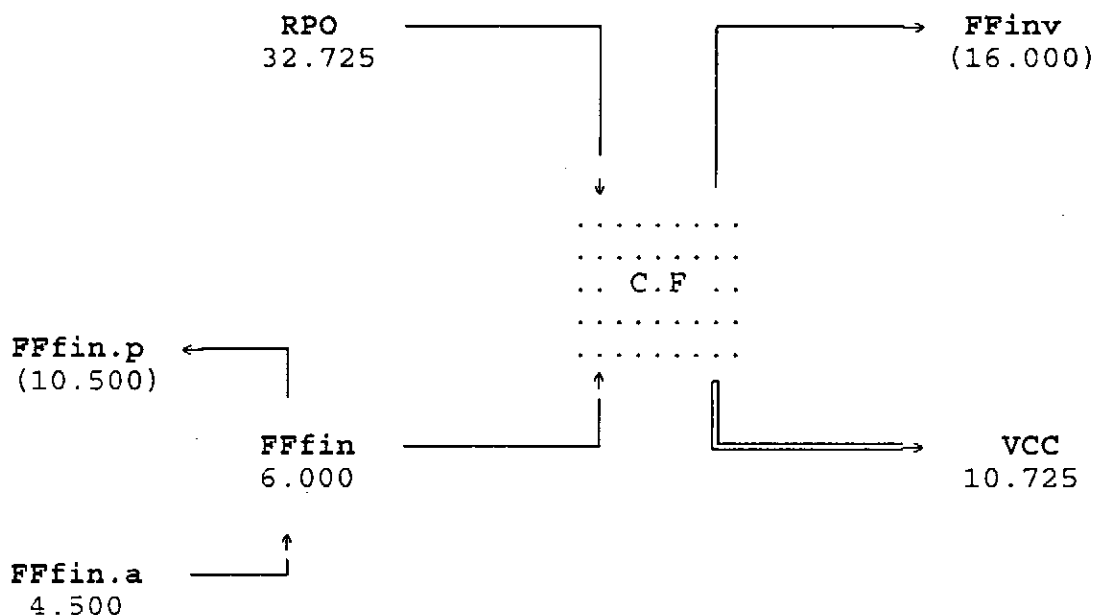 RPO
32.725
FFinv
(16.000)
C.F
FFfin.p
(10.500)
FFfin
6.000
VCC
10.725
FFfin.a
4.500